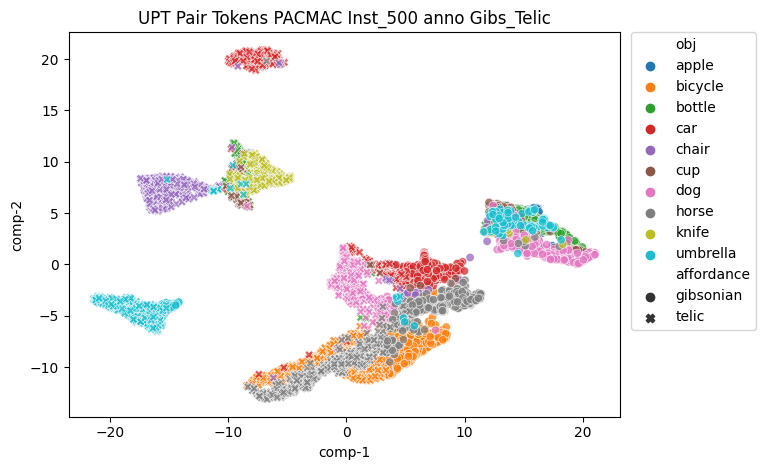 UPT Pair Tokens PACMAC Inst_500 anno Gibs_Telic
comp-2
20
15
10
5
0
−5
−10
−20
−10
0
10
20
comp-1
obj
apple
bicycle
bottle
car
chair
cup
dog
horse
knife
umbrella
affordance
gibsonian
telic